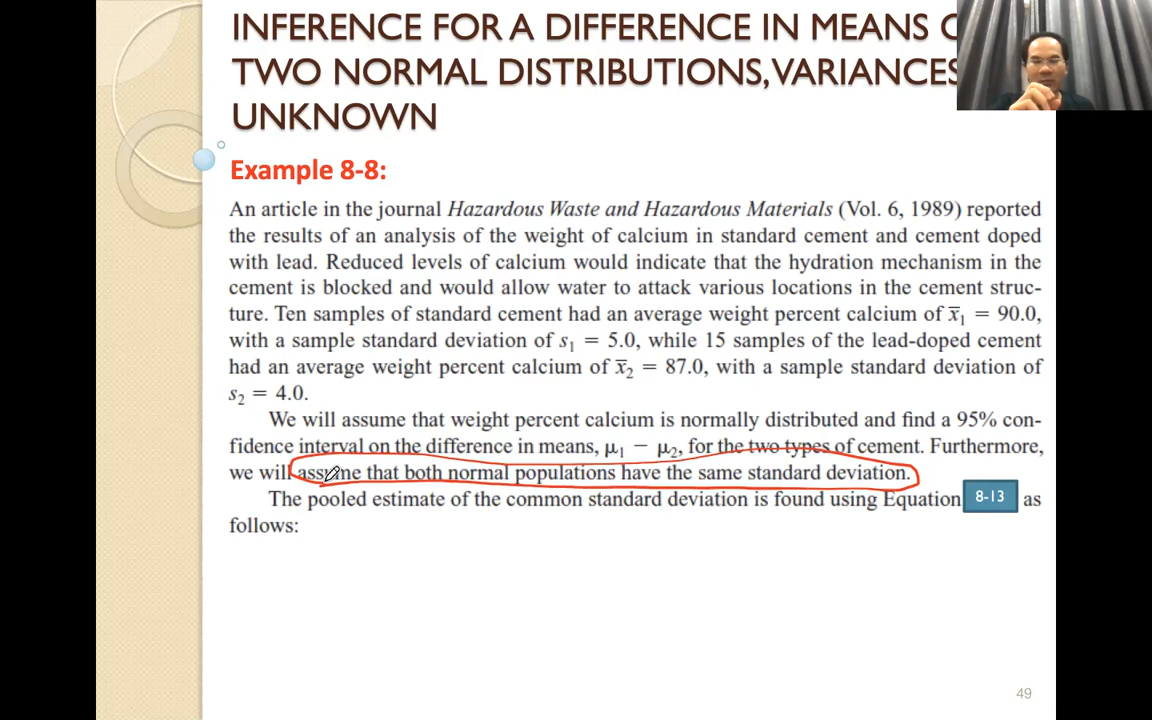 INFERENCE FOR A DIFFERENCE IN MEANS
TWO NORMAL DISTRIBUTIONS, VARIANCES
UNKNOWN
Example 8-8:
An article in the journal Hazardous Waste and Hazardous Materials (Vol. 6, 1989) reported
the results of an analysis of the weight of calcium in standard cement and cement doped
with lead. Reduced levels of calcium would indicate that the hydration mechanism in the
cement is blocked and would allow water to attack various locations in the cement struc-
ture. Ten samples of standard cement had an average weight percent calcium of x̄₁ = 90.0,
with a sample standard deviation of s₁ = 5.0, while 15 samples of the lead-doped cement
had an average weight percent calcium of x̄₂ = 87.0, with a sample standard deviation of
s₂ = 4.0.
We will assume that weight percent calcium is normally distributed and find a 95% con-
fidence interval on the difference in means, μ₁ − μ₂, for the two types of cement. Furthermore,
we will assume that both normal populations have the same standard deviation.
The pooled estimate of the common standard deviation is found using Equation 8-13 as
follows:
49